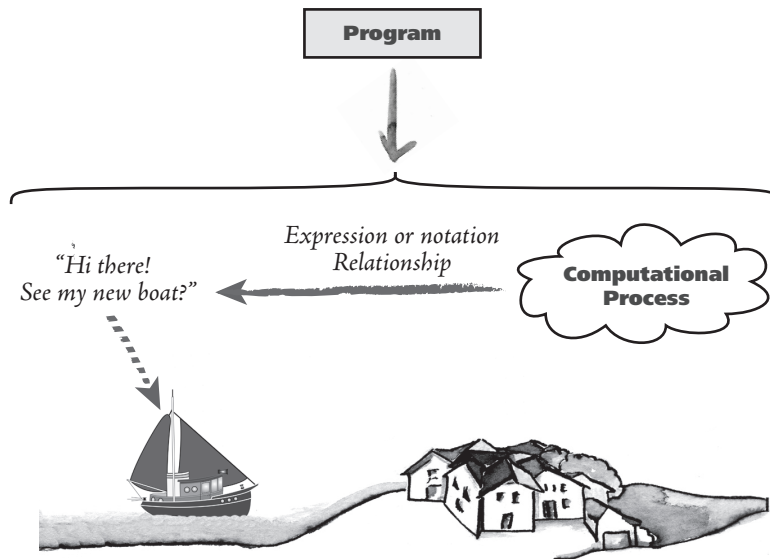 Program
Expression or notation
Relationship
“Hi there!
See my new boat?”
Computational
Process